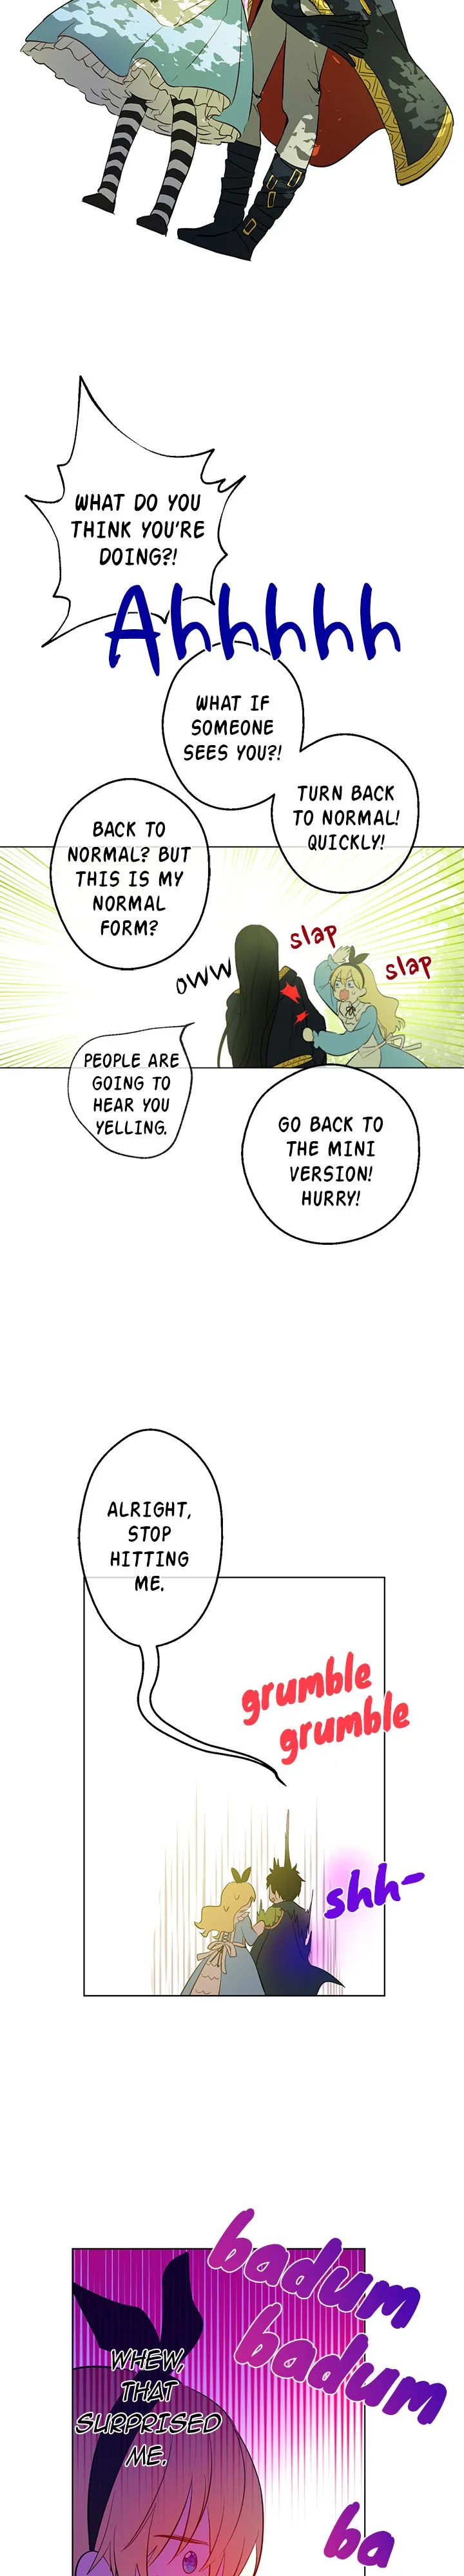 WHAT DO YOU
THINK YOU'RE
DOING?!
Ahhhhh
WHAT IF
SOMEONE
SEES YOU?!
TURN BACK
TO NORMAL!
QUICKLY!
BACK TO
NORMAL? BUT
THIS IS MY
NORMAL
FORM?
slap
slap
OWW
PEOPLE ARE
GOING TO
HEAR YOU
YELLING.
GO BACK TO
THE MINI
VERSION!
HURRY!
ALRIGHT,
STOP
HITTING
ME.
grumble
grumble
shh-
badum
badum
WHEW,
THAT
SURPRISED
ME.
ba